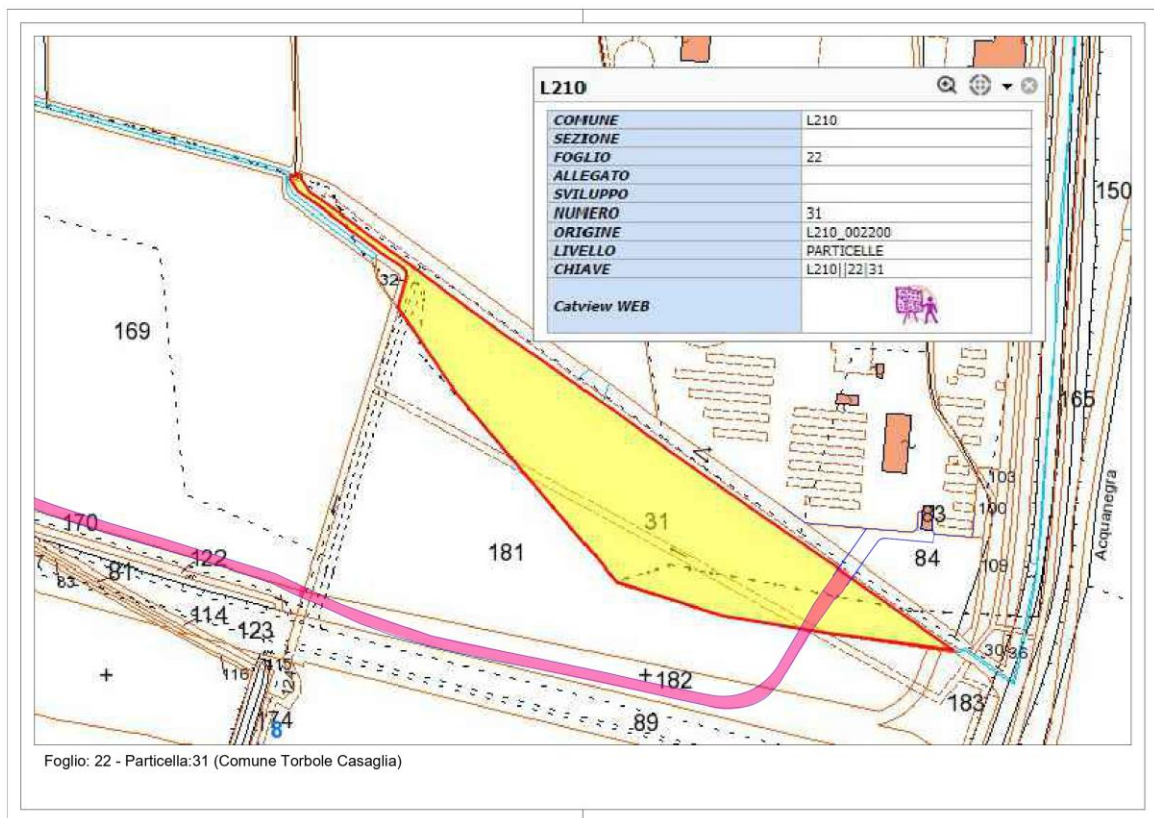 L210
COMUNE L210
SEZIONE
FOGLIO 22
ALLEGATO
SVILUPPO
NUMERO 31
ORIGINE L210_002200
LIVELLO PARTICELLE
CHIAVE L210||22|31
Catview WEB
150
32
169
165
103
100
Acquanegra
83
31
170
181
122
84
109
7
83
81
114
123
30
36
115
116
124
182
183
174
89
8
Foglio: 22 - Particella:31 (Comune Torbole Casaglia)